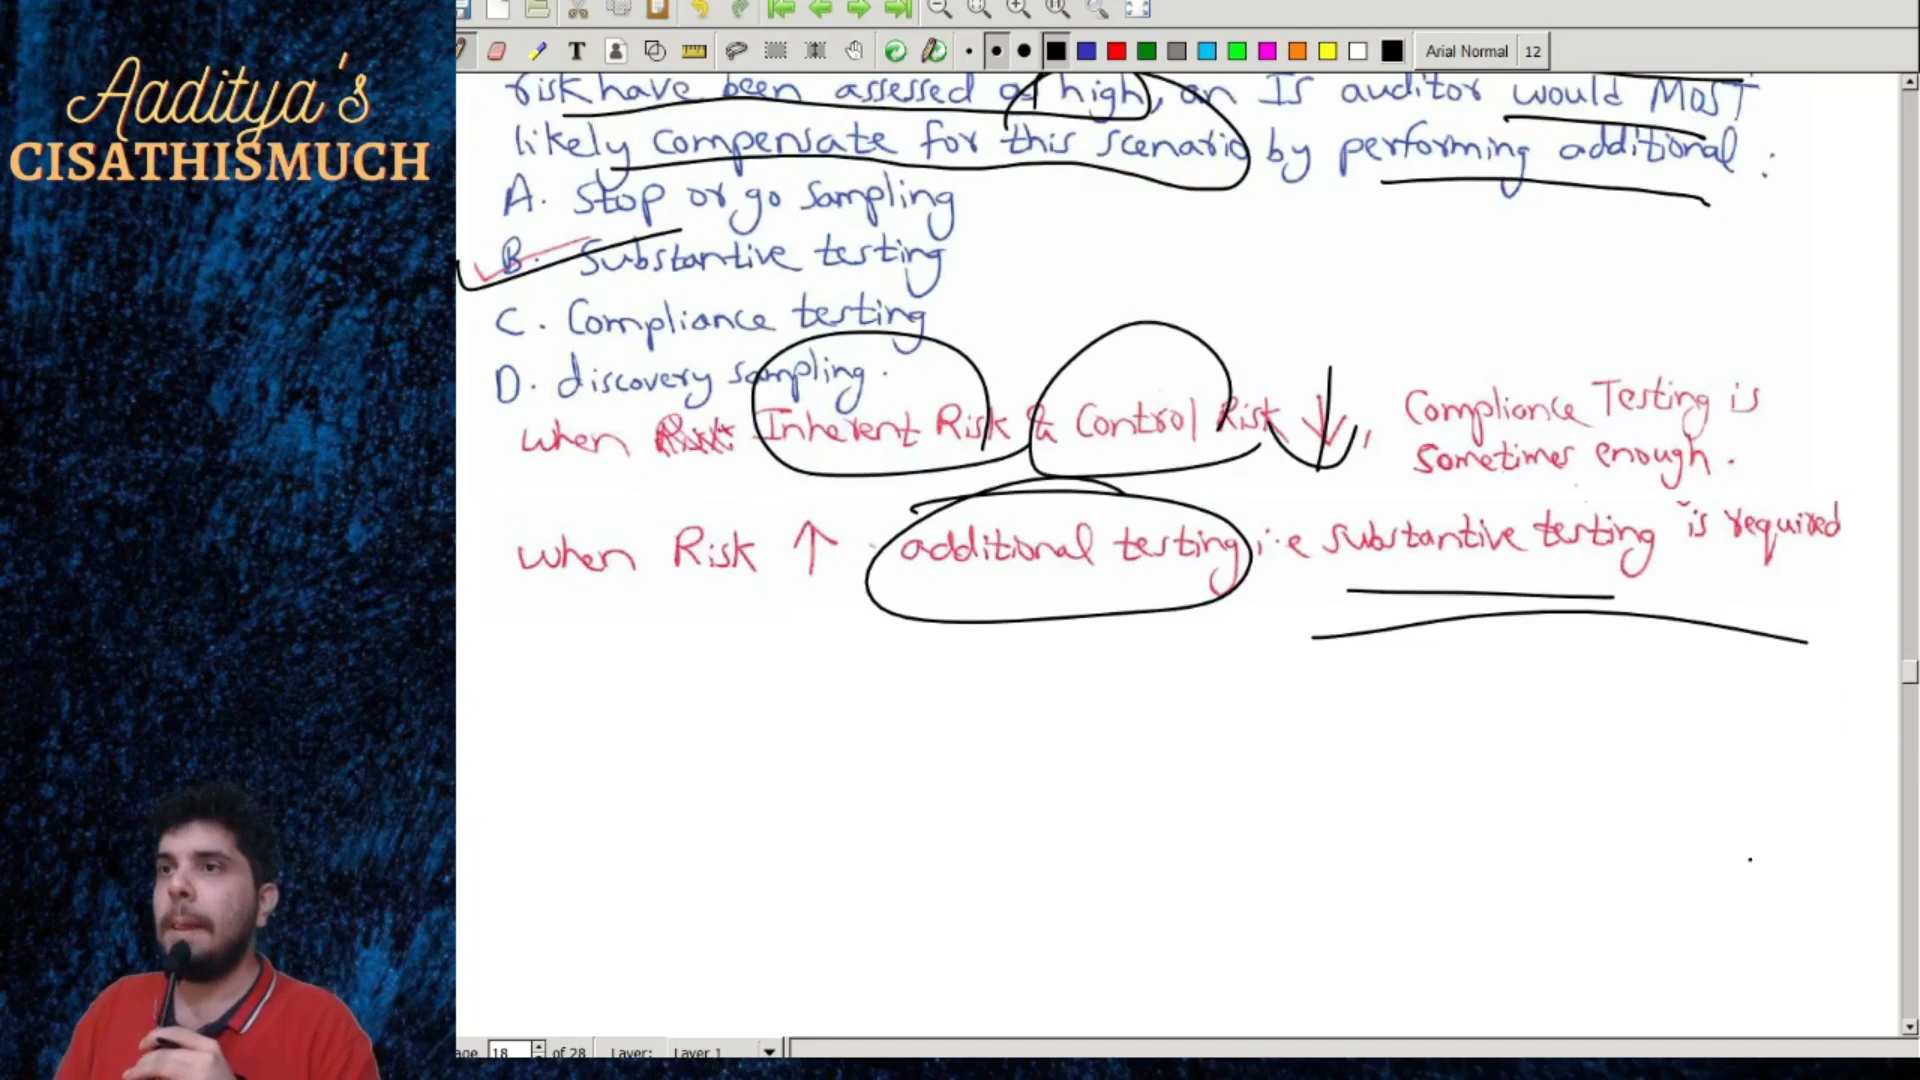 Aaditya's
CISATHISMUCH
Arial Normal 12
risk have been assessed as high, an Is auditor would MOST
likely compensate for this scenario by performing additional :
A. Stop or go sampling
B. Substantive testing
C. Compliance testing
D. discovery sampling.
when Inherent Risk & Control Risk ↓, Compliance Testing is
sometimes enough.
when Risk ↑ additional testing i.e substantive testing is required
age 18 of 28 Layer: Layer 1